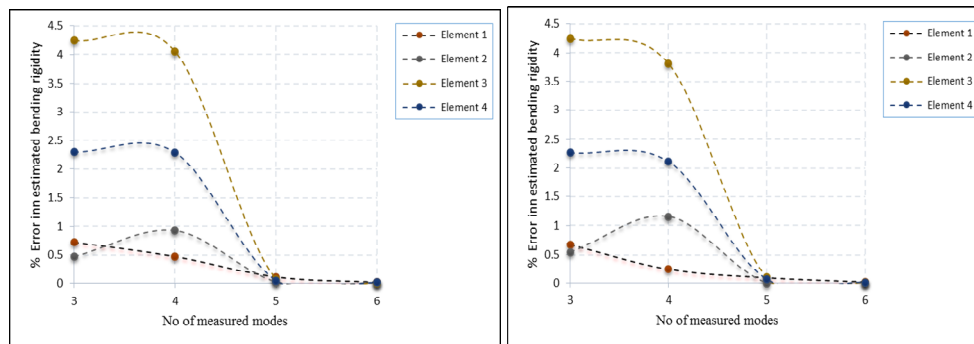 4.5
4
3.5
3
2.5
2
1.5
1
0.5
0
3
4
5
6
% Error inn estimated bending rigidity
No of measured modes
Element 1
Element 2
Element 3
Element 4
4.5
4
3.5
3
2.5
2
1.5
1
0.5
0
3
4
5
6
% Error inn estimated bending rigidity
No of measured modes
Element 1
Element 2
Element 3
Element 4